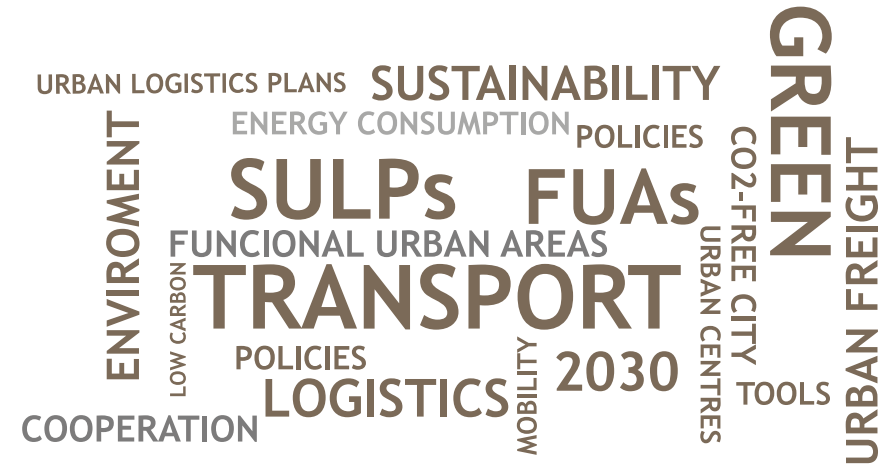 GREEN
URBAN LOGISTICS PLANS
SUSTAINABILITY
ENERGY CONSUMPTION
POLICIES
ENVIROMENT
CO2-FREE CITY
URBAN FREIGHT
SULPs
FUAs
FUNCIONAL URBAN AREAS
URBAN CENTRES
LOW CARBON
TRANSPORT
POLICIES
MOBILITY
2030
LOGISTICS
TOOLS
COOPERATION